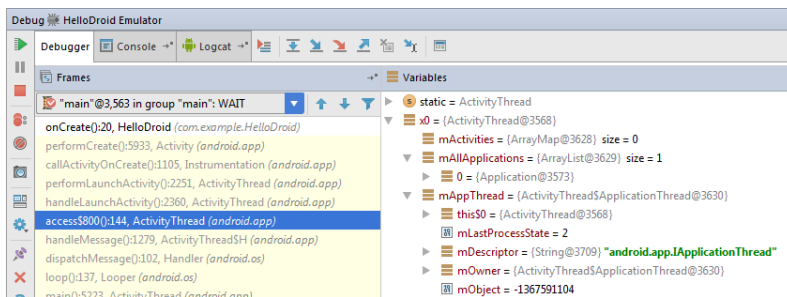 Debug HelloDroid Emulator
Debugger Console Logcat
Frames
"main"@3,563 in group "main": WAIT
onCreate():20, HelloDroid (com.example.HelloDroid)
performCreate():5933, Activity (android.app)
callActivityOnCreate():1105, Instrumentation (android.app)
performLaunchActivity():2251, ActivityThread (android.app)
handleLaunchActivity():2360, ActivityThread (android.app)
access$800():144, ActivityThread (android.app)
handleMessage():1279, ActivityThread$H (android.app)
dispatchMessage():102, Handler (android.os)
loop():137, Looper (android.os)
main():5223, ActivityThread (android.app)
Variables
static = ActivityThread
x0 = {ActivityThread@3568}
mActivities = {ArrayMap@3628} size = 0
mAllApplications = {ArrayList@3629} size = 1
0 = {Application@3573}
mAppThread = {ActivityThread$ApplicationThread@3630}
this$0 = {ActivityThread@3568}
mLastProcessState = 2
mDescriptor = {String@3709} "android.app.IApplicationThread"
mOwner = {ActivityThread$ApplicationThread@3630}
mObject = -1367591104